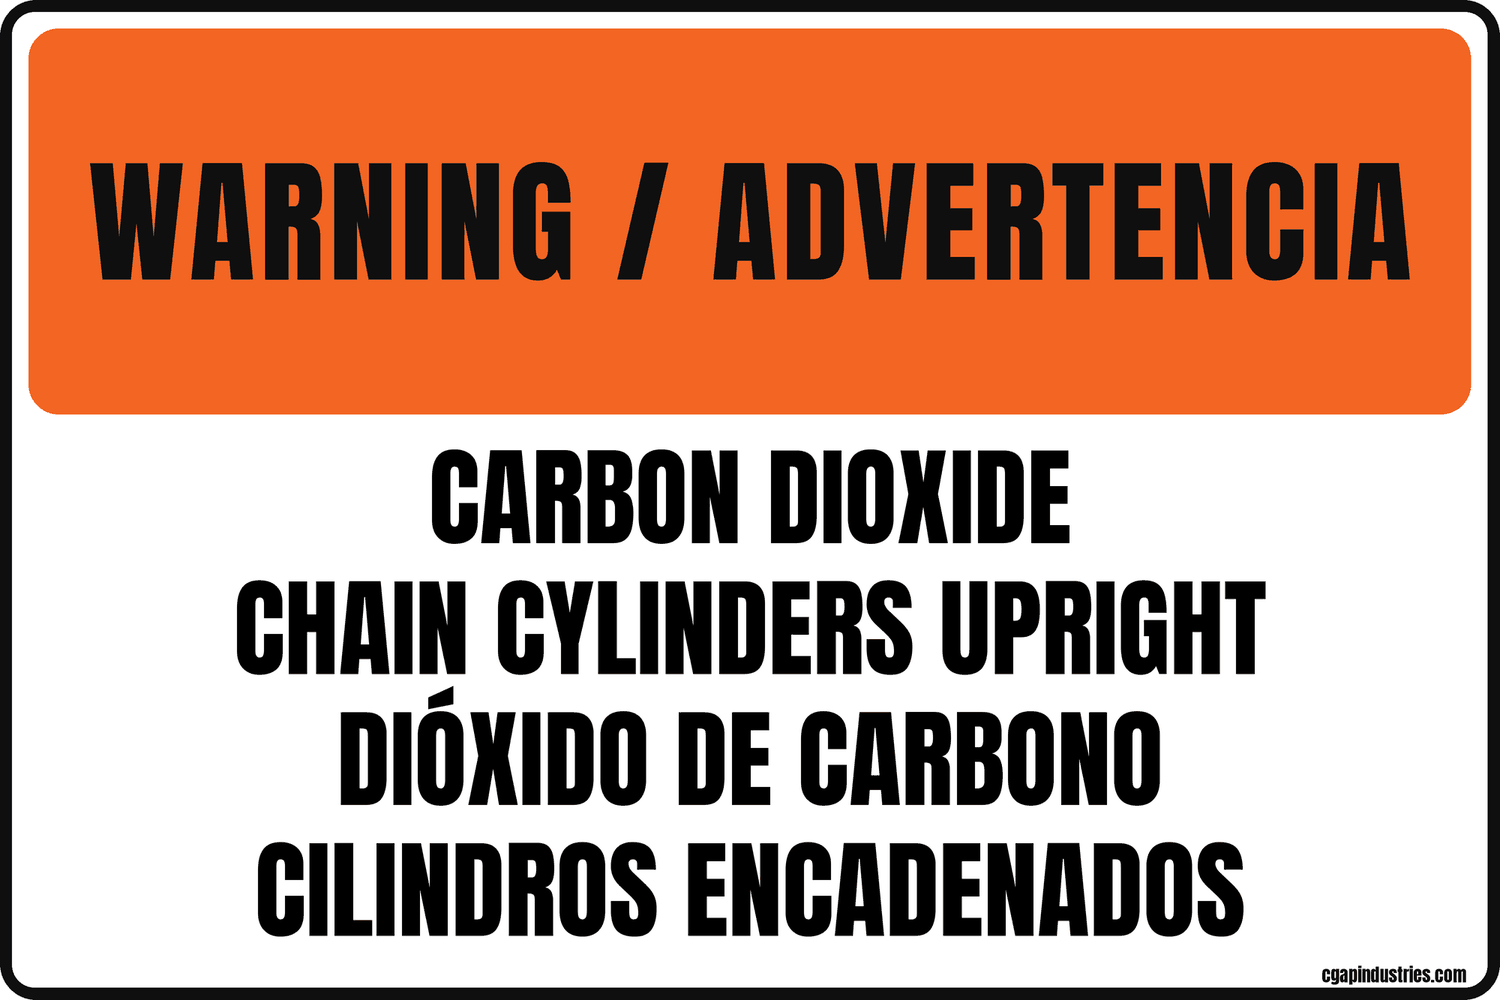 WARNING / ADVERTENCIA
CARBON DIOXIDE
CHAIN CYLINDERS UPRIGHT
DIÓXIDO DE CARBONO
CILINDROS ENCADENADOS
cgapindustries.com